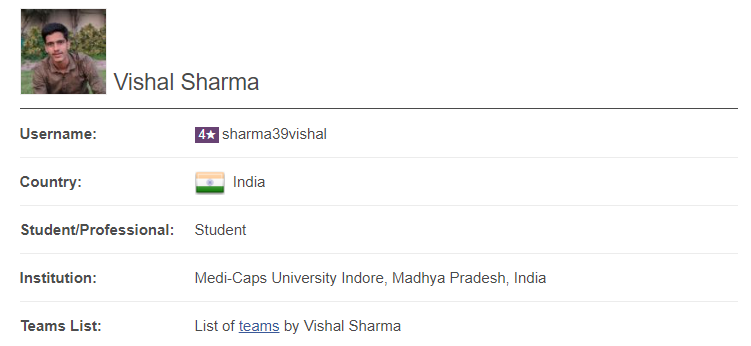 Vishal Sharma
Username: 4★ sharma39vishal
Country: India
Student/Professional: Student
Institution: Medi-Caps University Indore, Madhya Pradesh, India
Teams List: List of teams by Vishal Sharma